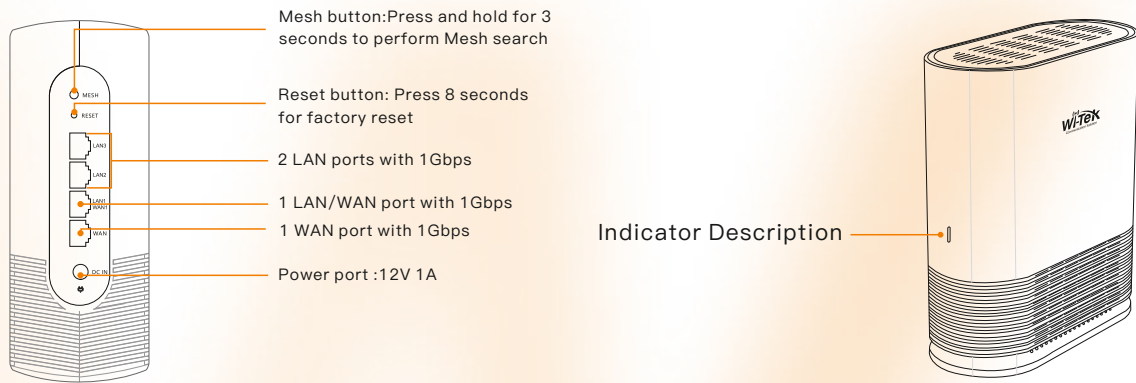 Mesh button:Press and hold for 3
seconds to perform Mesh search
Reset button: Press 8 seconds
for factory reset
2 LAN ports with 1Gbps
1 LAN/WAN port with 1Gbps
1 WAN port with 1Gbps
Power port :12V 1A
MESH
RESET
LAN3
LAN2
LAN1
WAN1
WAN
DC IN
Indicator Description
Wi-Tek